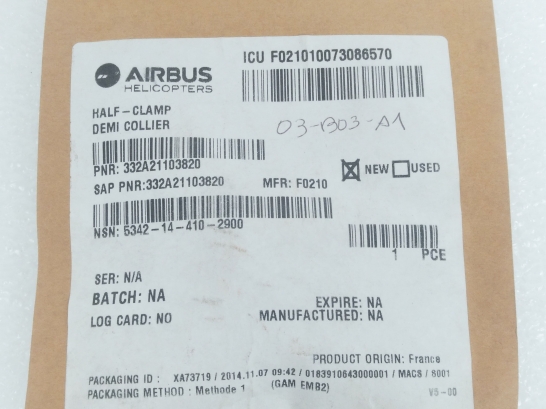 AIRBUS
HELICOPTERS
ICU F021010073086570
HALF-CLAMP
DEMI COLLIER
03-B03-A1
PNR: 332A21103820
SAP PNR:332A21103820 MFR: F0210
NEW USED
NSN: 5342-14-410-2900
1 PCE
SER: N/A
BATCH: NA
EXPIRE: NA
LOG CARD: NO
MANUFACTURED: NA
PRODUCT ORIGIN: France
PACKAGING ID : XA73719 / 2014.11.07 09:42 / 0183910643000001 / MACS / 6001
PACKAGING METHOD : Methode 1 (GAM EMB2)
V5-00